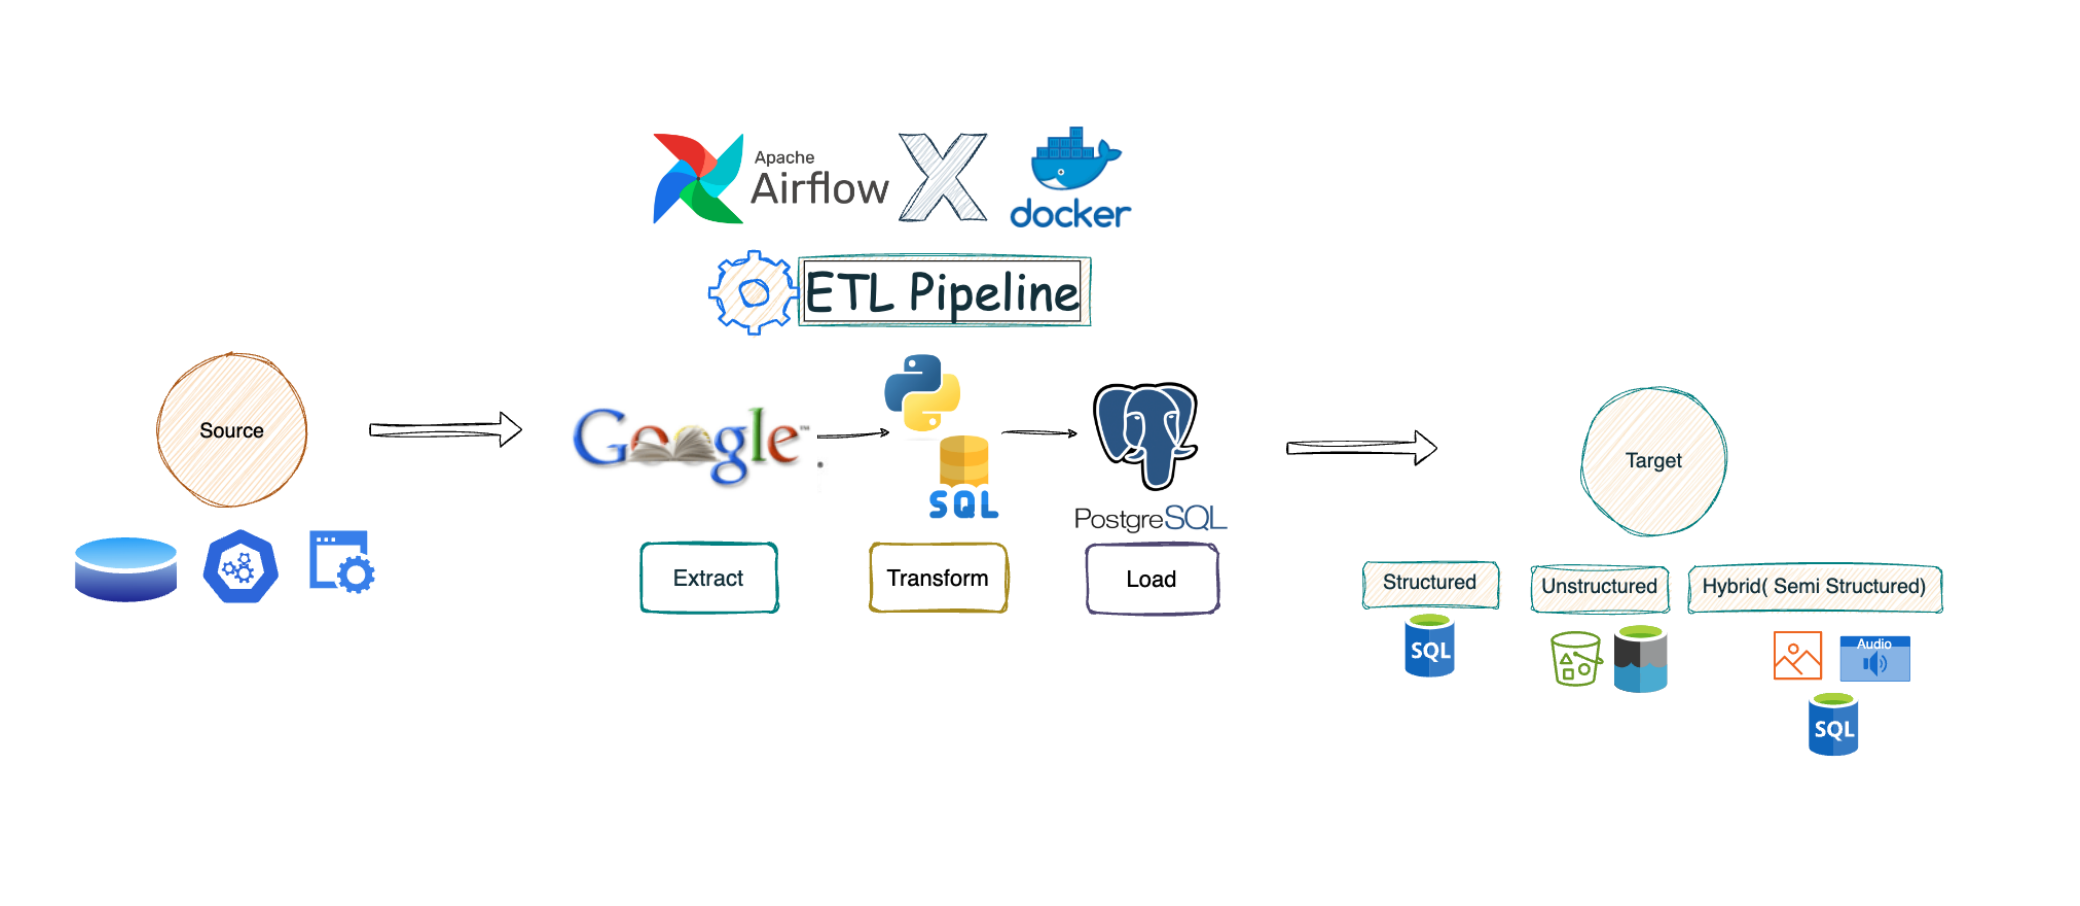 Apache
Airflow
X
docker
ETL Pipeline
Source
Google™
SQL
PostgreSQL
Target
Extract
Transform
Load
Structured
Unstructured
Hybrid( Semi Structured)
SQL
Audio
SQL